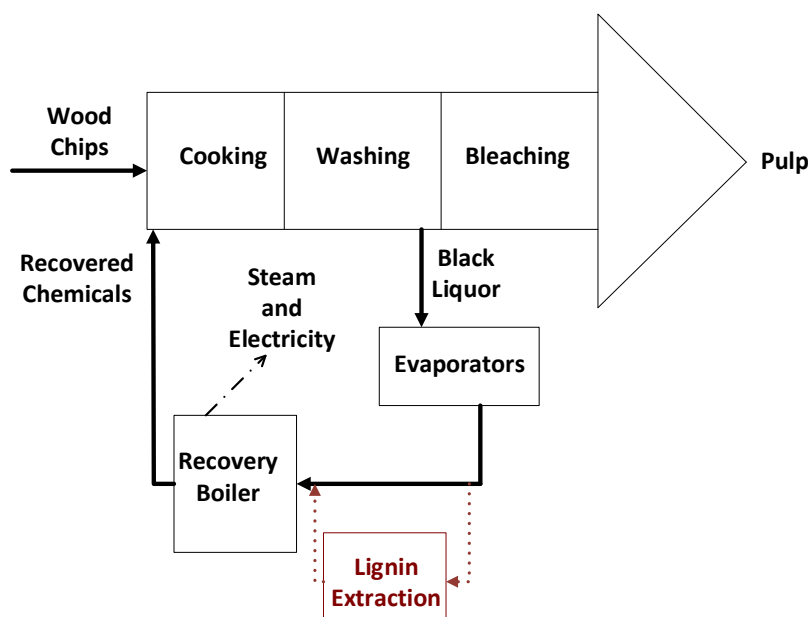 Wood
Chips
Cooking
Washing
Bleaching
Pulp
Recovered
Chemicals
Steam
and
Electricity
Black
Liquor
Evaporators
Recovery
Boiler
Lignin
Extraction